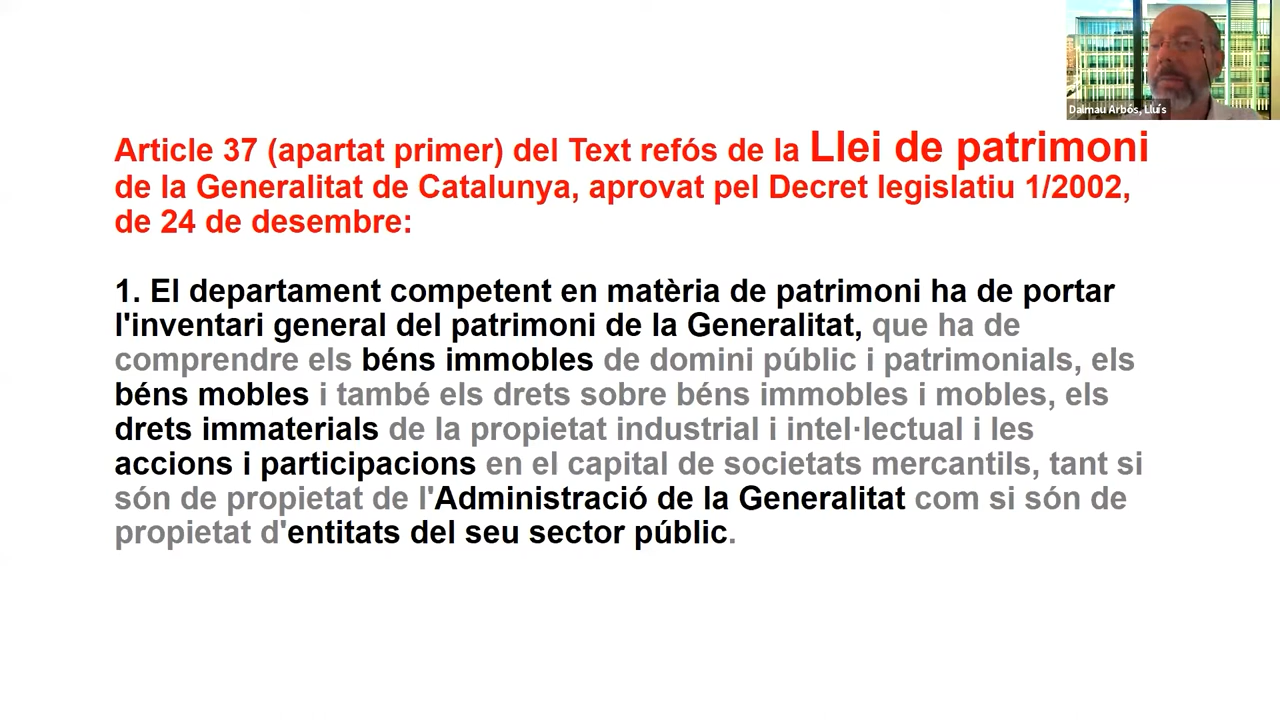 Dalmau Arbós, Lluís
Article 37 (apartat primer) del Text refós de la Llei de patrimoni
de la Generalitat de Catalunya, aprovat pel Decret legislatiu 1/2002,
de 24 de desembre:
1. El departament competent en matèria de patrimoni ha de portar
l'inventari general del patrimoni de la Generalitat, que ha de
comprendre els béns immobles de domini públic i patrimonials, els
béns mobles i també els drets sobre béns immobles i mobles, els
drets immaterials de la propietat industrial i intel·lectual i les
accions i participacions en el capital de societats mercantils, tant si
són de propietat de l'Administració de la Generalitat com si són de
propietat d'entitats del seu sector públic.